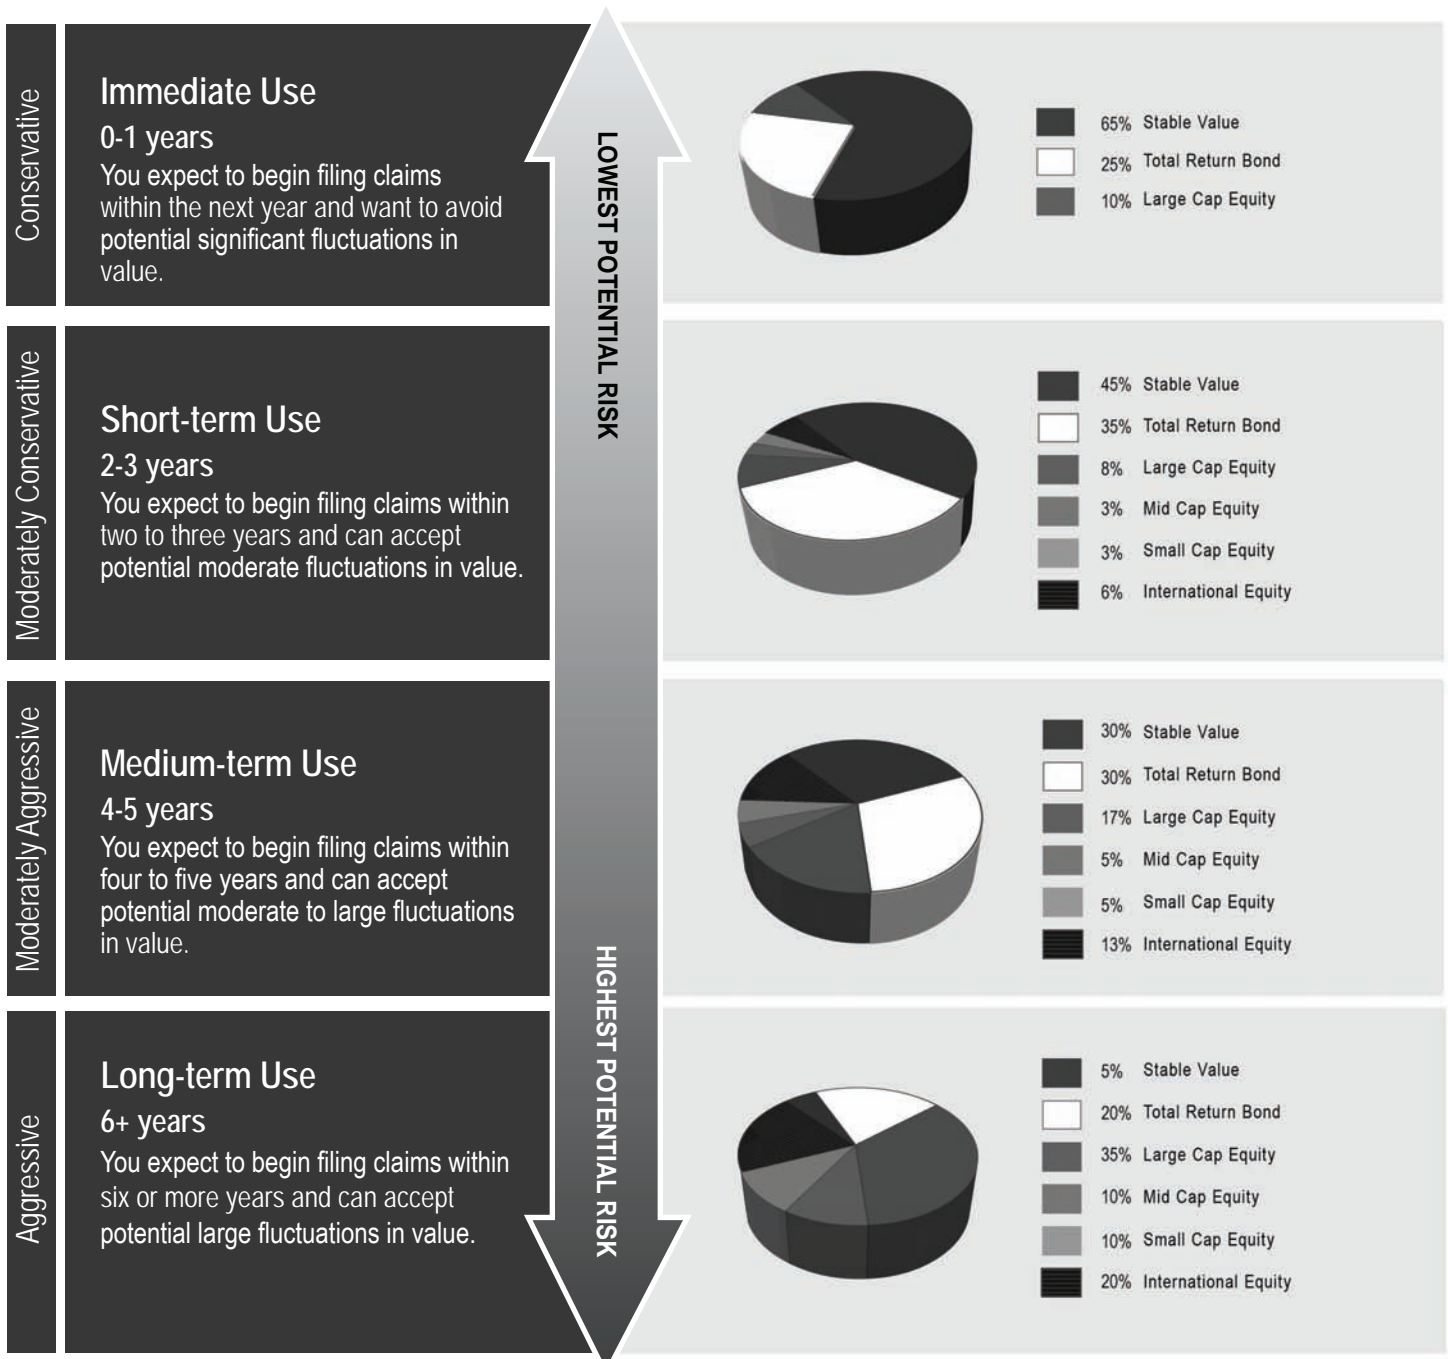 Conservative
Immediate Use
0-1 years
You expect to begin filing claims
within the next year and want to avoid
potential significant fluctuations in
value.
65% Stable Value
25% Total Return Bond
10% Large Cap Equity
LOWEST POTENTIAL RISK
Moderately Conservative
Short-term Use
2-3 years
You expect to begin filing claims within
two to three years and can accept
potential moderate fluctuations in value.
45% Stable Value
35% Total Return Bond
8% Large Cap Equity
3% Mid Cap Equity
3% Small Cap Equity
6% International Equity
Moderately Aggressive
Medium-term Use
4-5 years
You expect to begin filing claims within
four to five years and can accept
potential moderate to large fluctuations
in value.
30% Stable Value
30% Total Return Bond
17% Large Cap Equity
5% Mid Cap Equity
5% Small Cap Equity
13% International Equity
HIGHEST POTENTIAL RISK
Aggressive
Long-term Use
6+ years
You expect to begin filing claims within
six or more years and can accept
potential large fluctuations in value.
5% Stable Value
20% Total Return Bond
35% Large Cap Equity
10% Mid Cap Equity
10% Small Cap Equity
20% International Equity